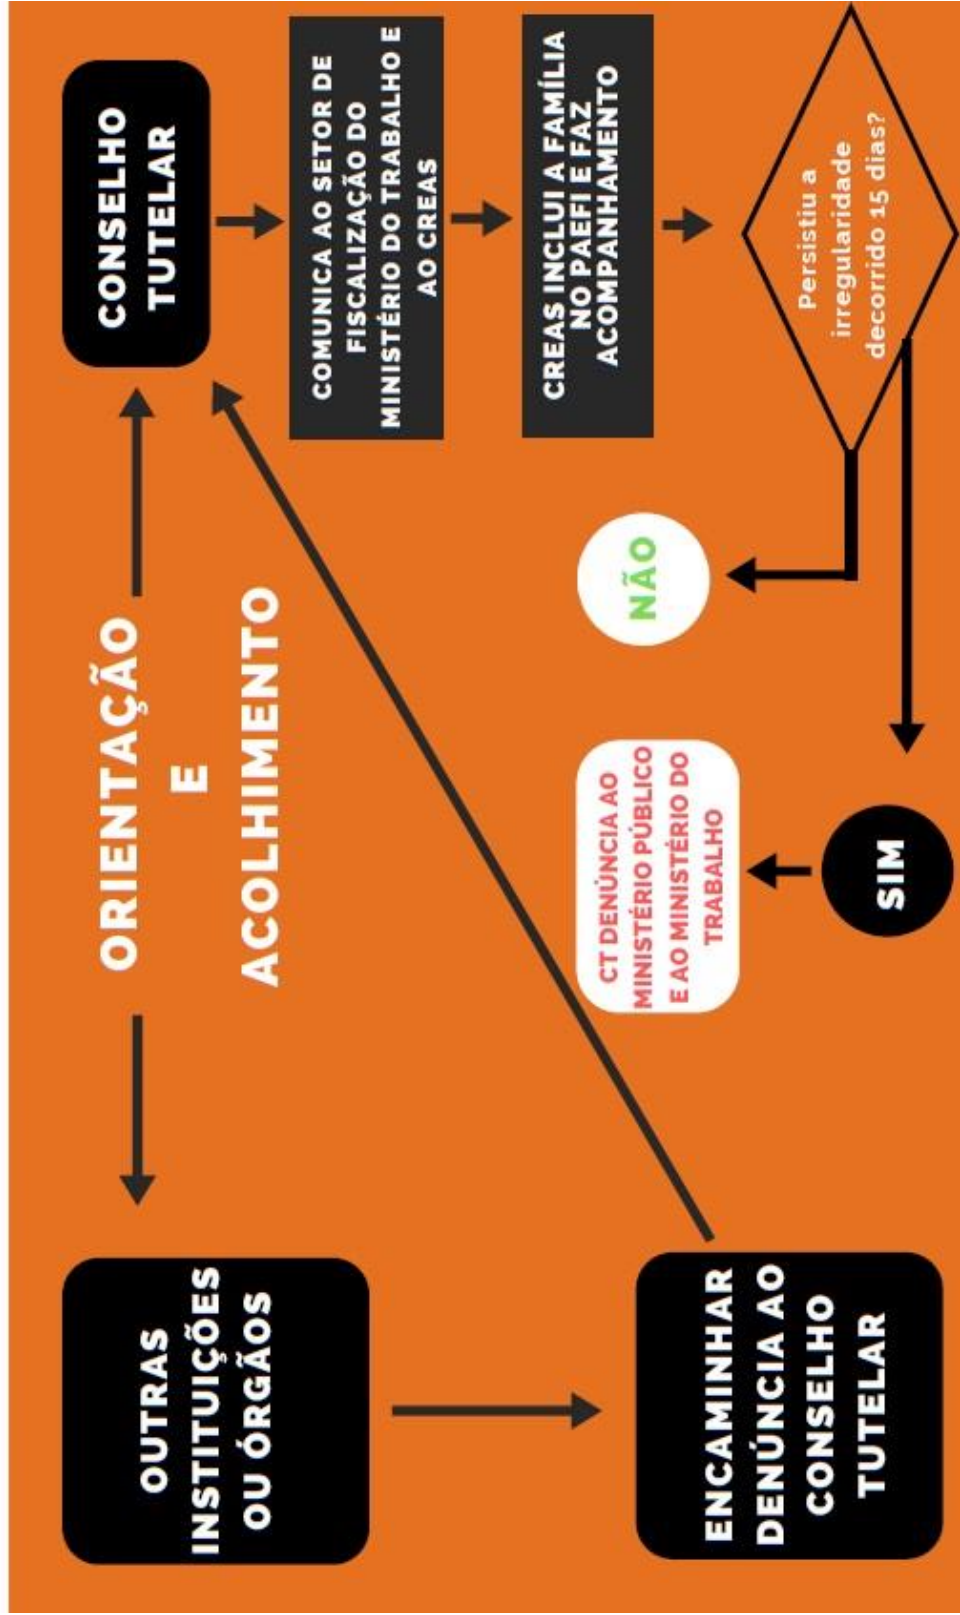 ORIENTAÇÃO
E
ACOLHIMENTO
OUTRAS
INSTITUIÇÕES
OU ÓRGÃOS
ENCAMINHAR
DENÚNCIA AO
CONSELHO
TUTELAR
CONSELHO
TUTELAR
COMUNICA AO SETOR DE
FISCALIZAÇÃO DO
MINISTÉRIO DO TRABALHO E
AO CREAS
CREAS INCLUI A FAMÍLIA
NO PAEFI E FAZ
ACOMPANHAMENTO
Persistiu a
irregularidade
decorrido 15 dias?
NÃO
SIM
CT DENÚNCIA AO
MINISTÉRIO PÚBLICO
E AO MINISTÉRIO DO
TRABALHO